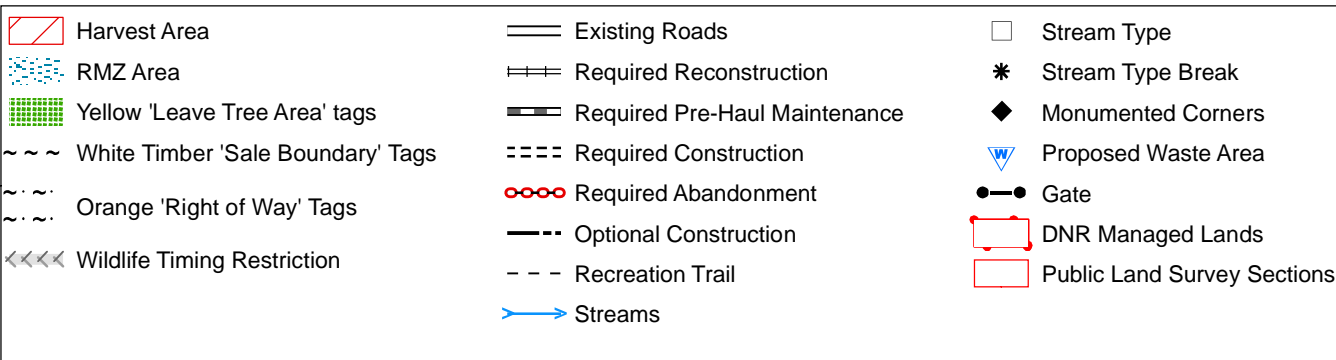 Harvest Area
RMZ Area
Yellow 'Leave Tree Area' tags
White Timber 'Sale Boundary' Tags
Orange 'Right of Way' Tags
Wildlife Timing Restriction
Existing Roads
Required Reconstruction
Required Pre-Haul Maintenance
Required Construction
Required Abandonment
Optional Construction
Recreation Trail
Streams
Stream Type
Stream Type Break
Monumented Corners
W Proposed Waste Area
Gate
DNR Managed Lands
Public Land Survey Sections